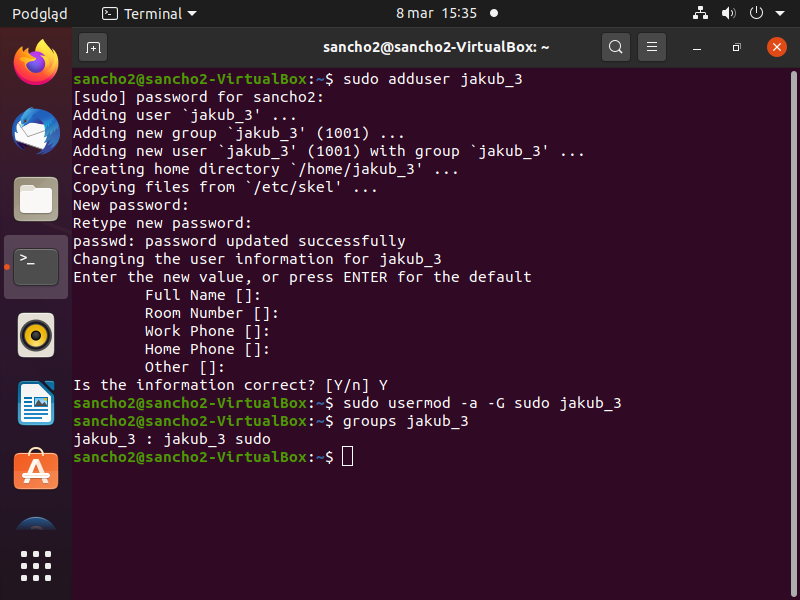 Podgląd Terminal 8 mar 15:35
sancho2@sancho2-VirtualBox: ~
sancho2@sancho2-VirtualBox:~$ sudo adduser jakub_3
[sudo] password for sancho2:
Adding user `jakub_3' ...
Adding new group `jakub_3' (1001) ...
Adding new user `jakub_3' (1001) with group `jakub_3' ...
Creating home directory `/home/jakub_3' ...
Copying files from `/etc/skel' ...
New password:
Retype new password:
passwd: password updated successfully
Changing the user information for jakub_3
Enter the new value, or press ENTER for the default
Full Name []:
Room Number []:
Work Phone []:
Home Phone []:
Other []:
Is the information correct? [Y/n] Y
sancho2@sancho2-VirtualBox:~$ sudo usermod -a -G sudo jakub_3
sancho2@sancho2-VirtualBox:~$ groups jakub_3
jakub_3 : jakub_3 sudo
sancho2@sancho2-VirtualBox:~$